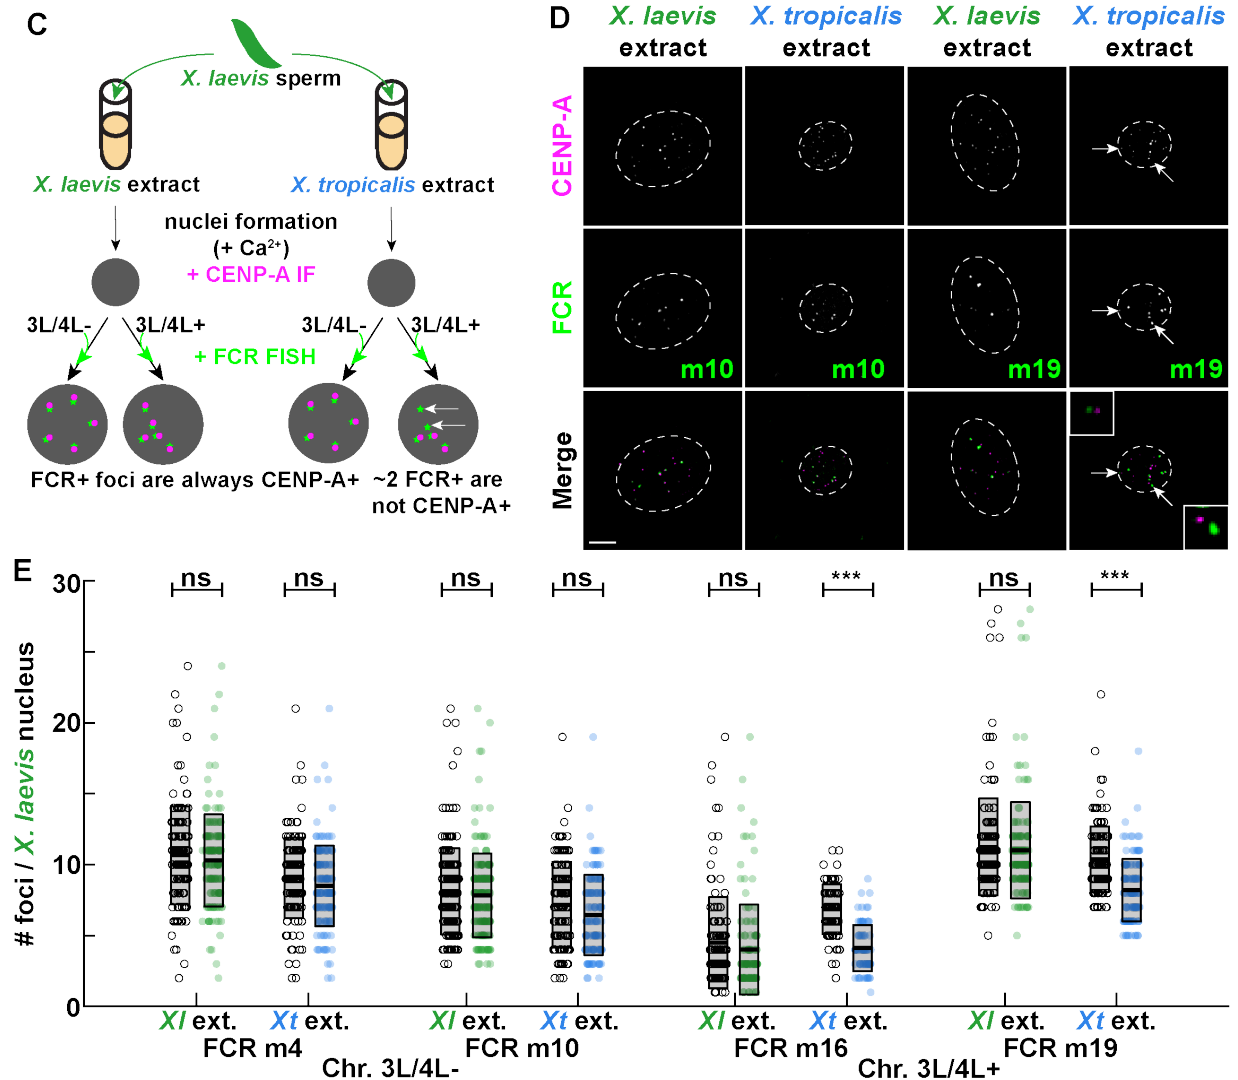 C
X. laevis sperm
X. laevis extract
X. tropicalis extract
nuclei formation
(+ Ca²⁺)
+ CENP-A IF
3L/4L-
3L/4L+
3L/4L-
3L/4L+
+ FCR FISH
FCR+ foci are always CENP-A+
~2 FCR+ are
not CENP-A+
D
X. laevis
extract
X. tropicalis
extract
X. laevis
extract
X. tropicalis
extract
CENP-A
FCR
m10
m10
m19
m19
Merge
E
# foci / X. laevis nucleus
30
20
10
0
ns
ns
ns
ns
ns
***
ns
***
Xl ext.
Xt ext.
Xl ext.
Xt ext.
Xl ext.
Xt ext.
Xl ext.
Xt ext.
FCR m4
FCR m10
FCR m16
FCR m19
Chr. 3L/4L-
Chr. 3L/4L+